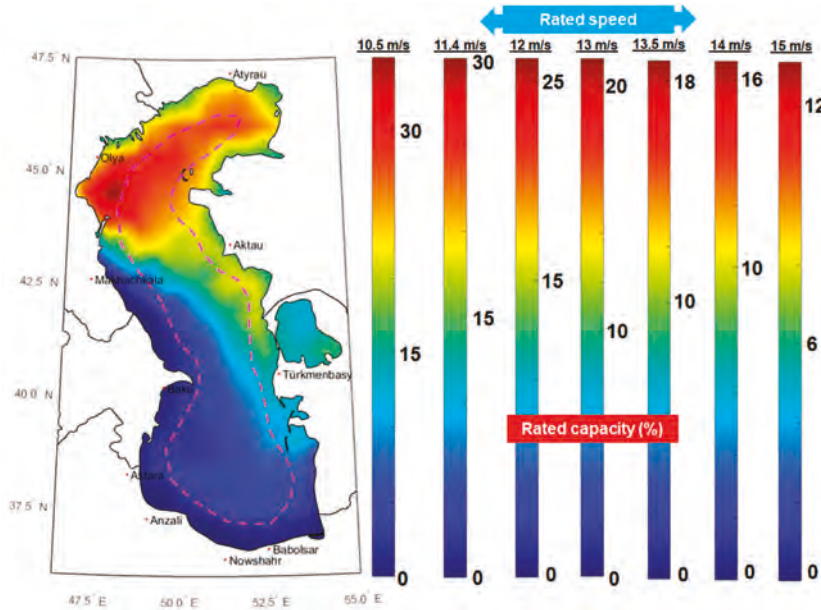 Rated speed
10.5 m/s 11.4 m/s 12 m/s 13 m/s 13.5 m/s 14 m/s 15 m/s
47.5° N
45.0° N
42.5° N
40.0° N
37.5° N
47.5° E 50.0° E 52.5° E 55.0° E
Atyrau
Olya
Aktau
Makhachkala
Türkmenbasy
Baku
Astara
Anzali
Babolsar
Nowshahr
30
15
0
30
15
0
25
15
0
20
10
0
18
10
0
16
10
0
12
6
0
Rated capacity (%)